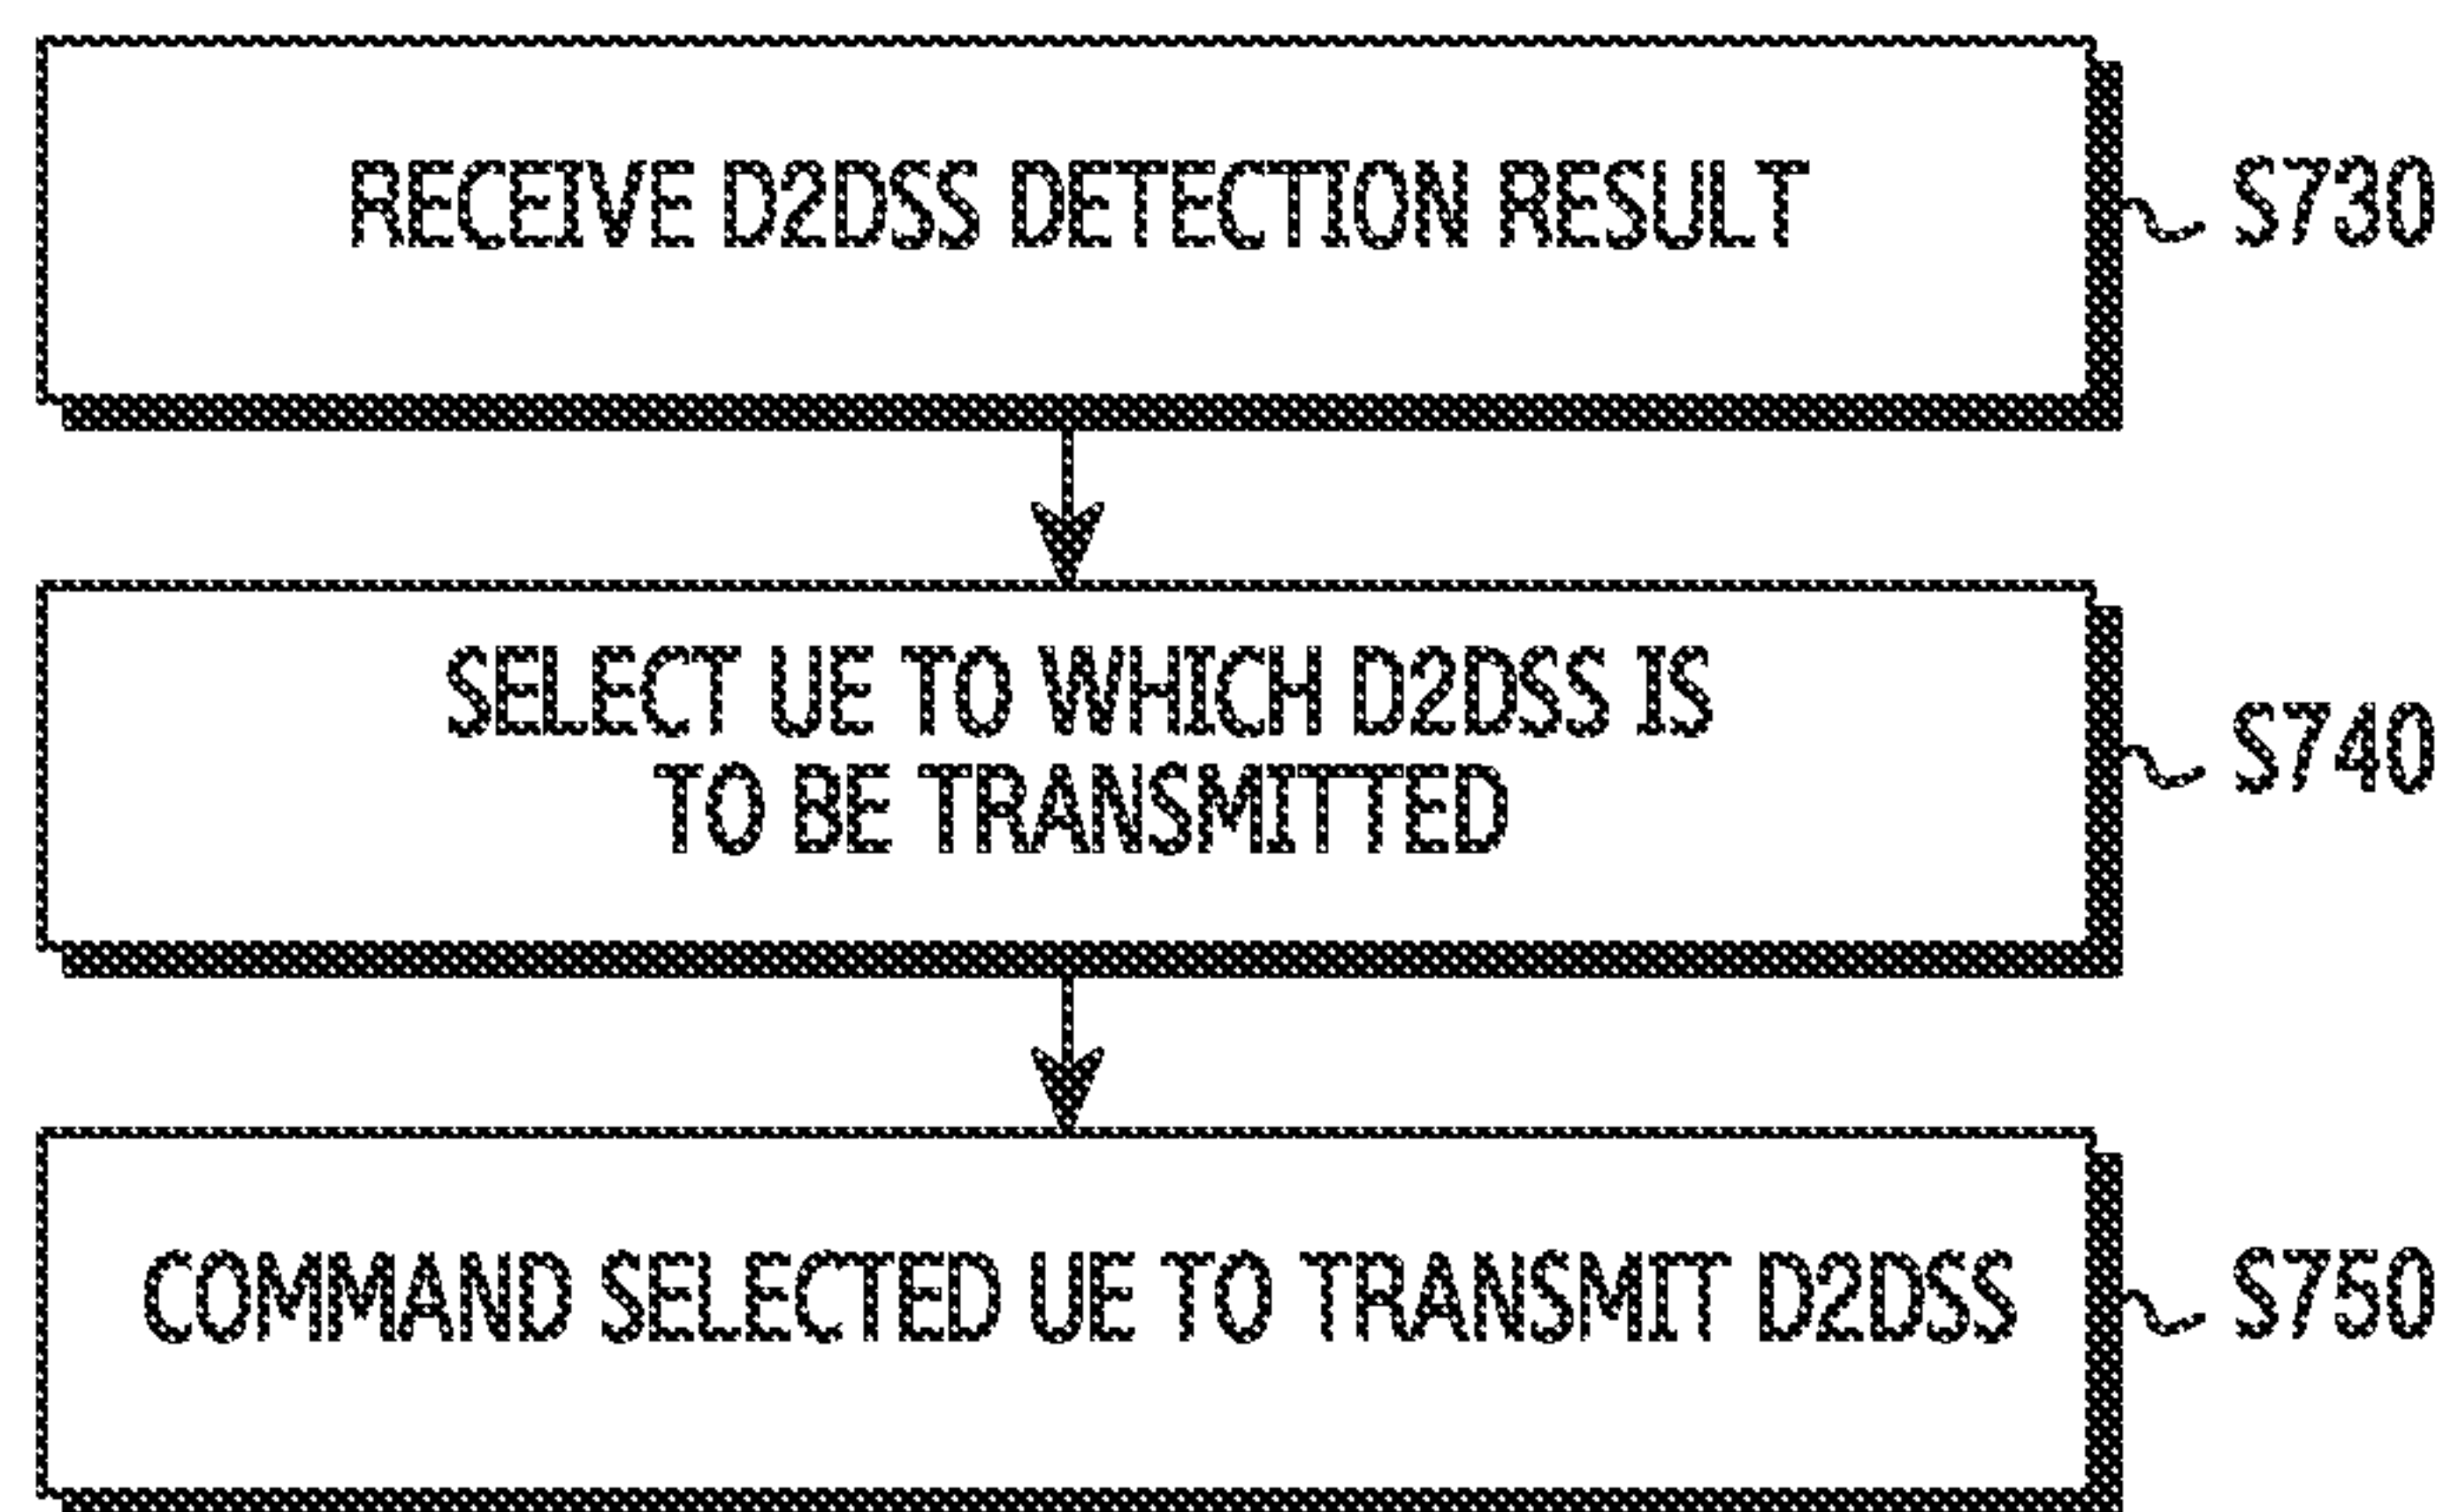 RECEIVE D2DSS DETECTION RESULT
S730
SELECT UE TO WHICH D2DSS IS
TO BE TRANSMITTED
S740
COMMAND SELECTED UE TO TRANSMIT D2DSS
S750